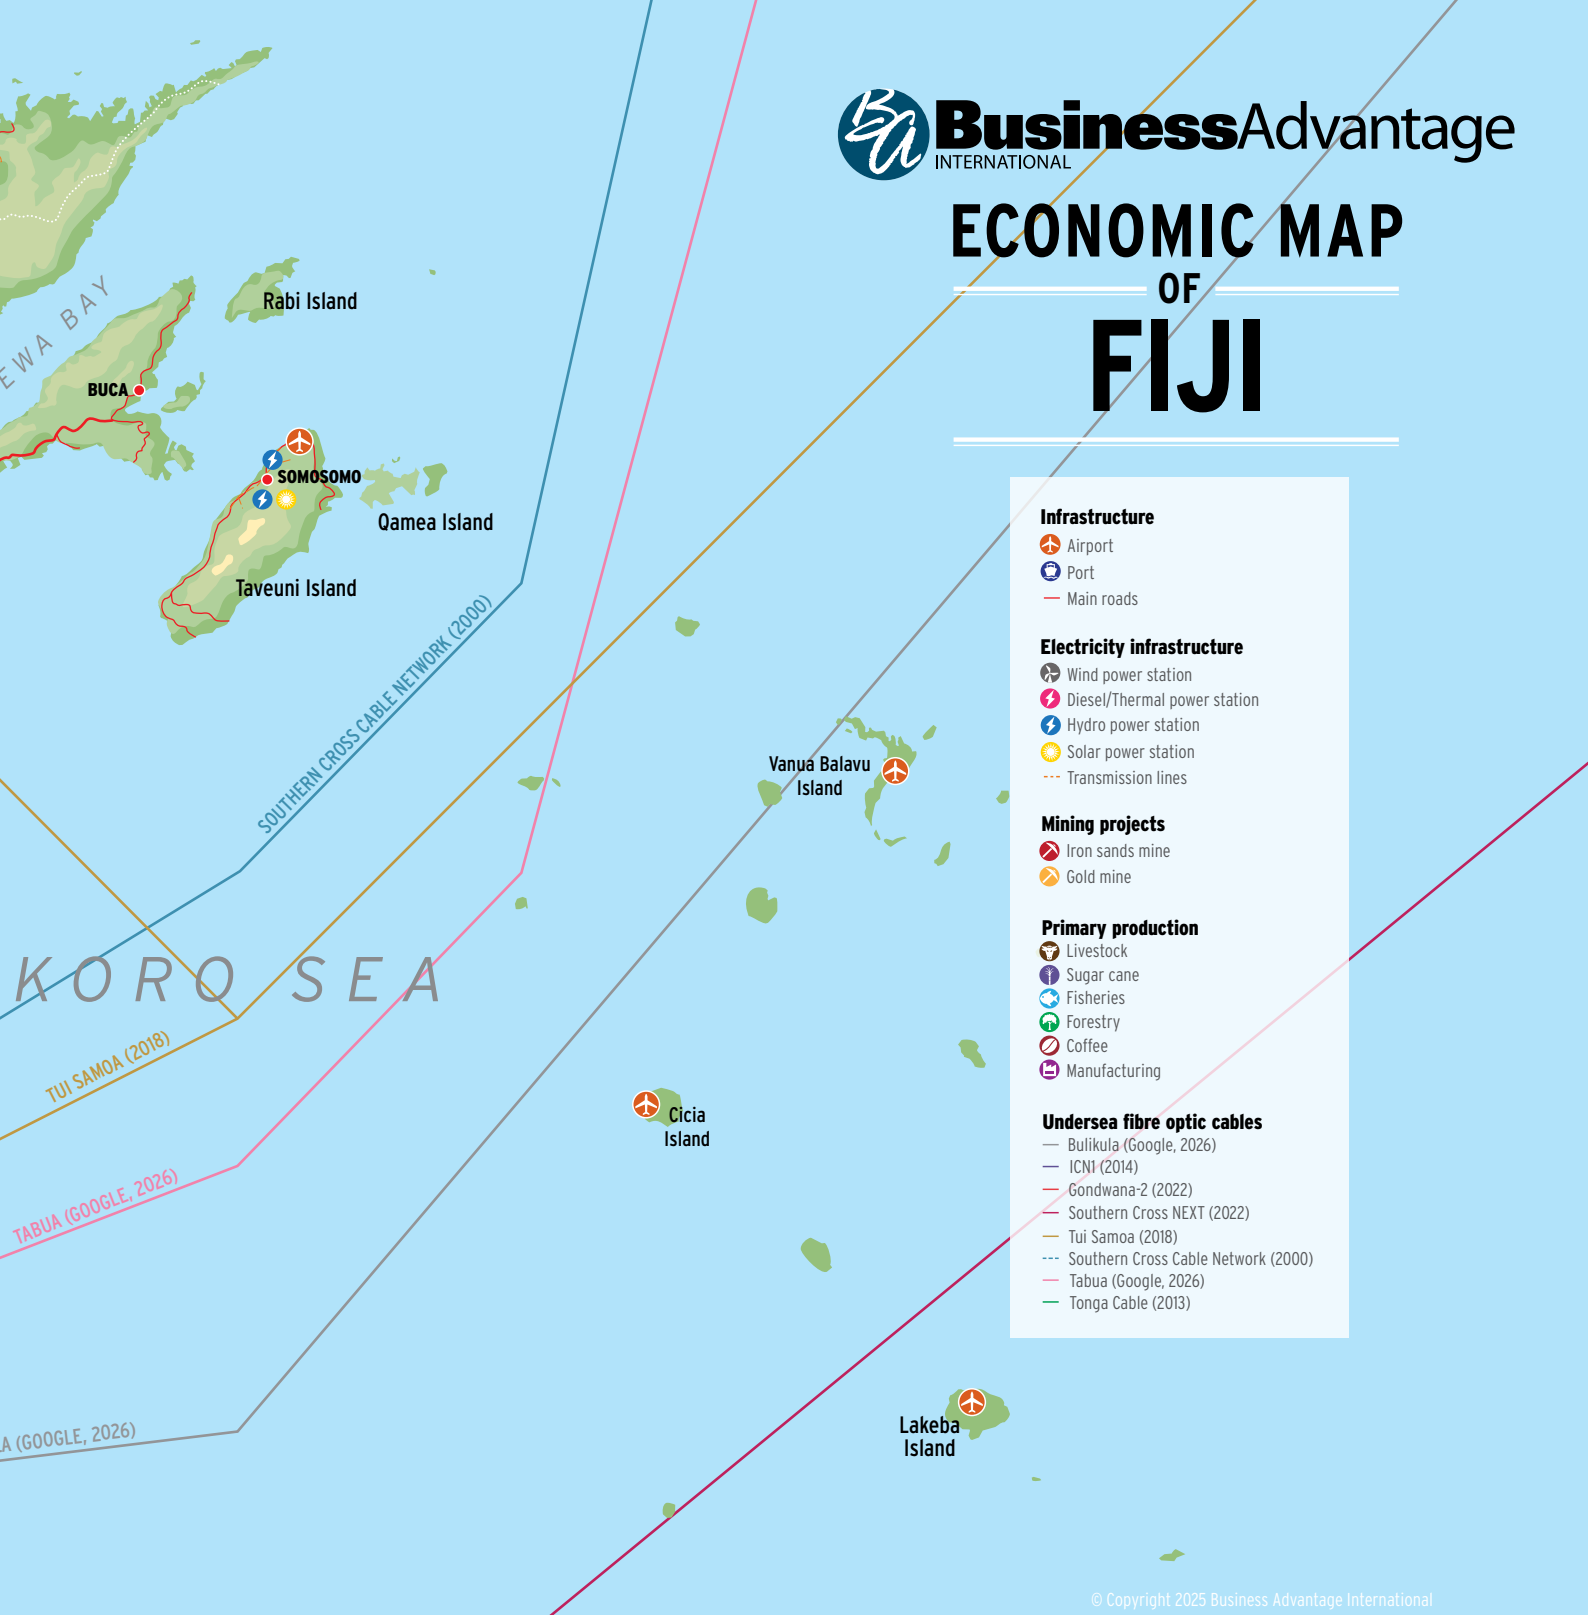 BA
BusinessAdvantage
INTERNATIONAL
ECONOMIC MAP
OF
FIJI
Rabi Island
EWA BAY
BUCA
SOMOSOMO
Qamea Island
Taveuni Island
SOUTHERN CROSS CABLE NETWORK (2000)
Vanua Balavu
Island
KORO SEA
TUI SAMOA (2018)
Cicia
Island
TABUA (GOOGLE, 2026)
LA (GOOGLE, 2026)
Lakeba
Island
Infrastructure
Airport
Port
Main roads
Electricity infrastructure
Wind power station
Diesel/Thermal power station
Hydro power station
Solar power station
Transmission lines
Mining projects
Iron sands mine
Gold mine
Primary production
Livestock
Sugar cane
Fisheries
Forestry
Coffee
Manufacturing
Undersea fibre optic cables
Bulikula (Google, 2026)
ICN1 (2014)
Gondwana-2 (2022)
Southern Cross NEXT (2022)
Tui Samoa (2018)
Southern Cross Cable Network (2000)
Tabua (Google, 2026)
Tonga Cable (2013)
© Copyright 2025 Business Advantage International